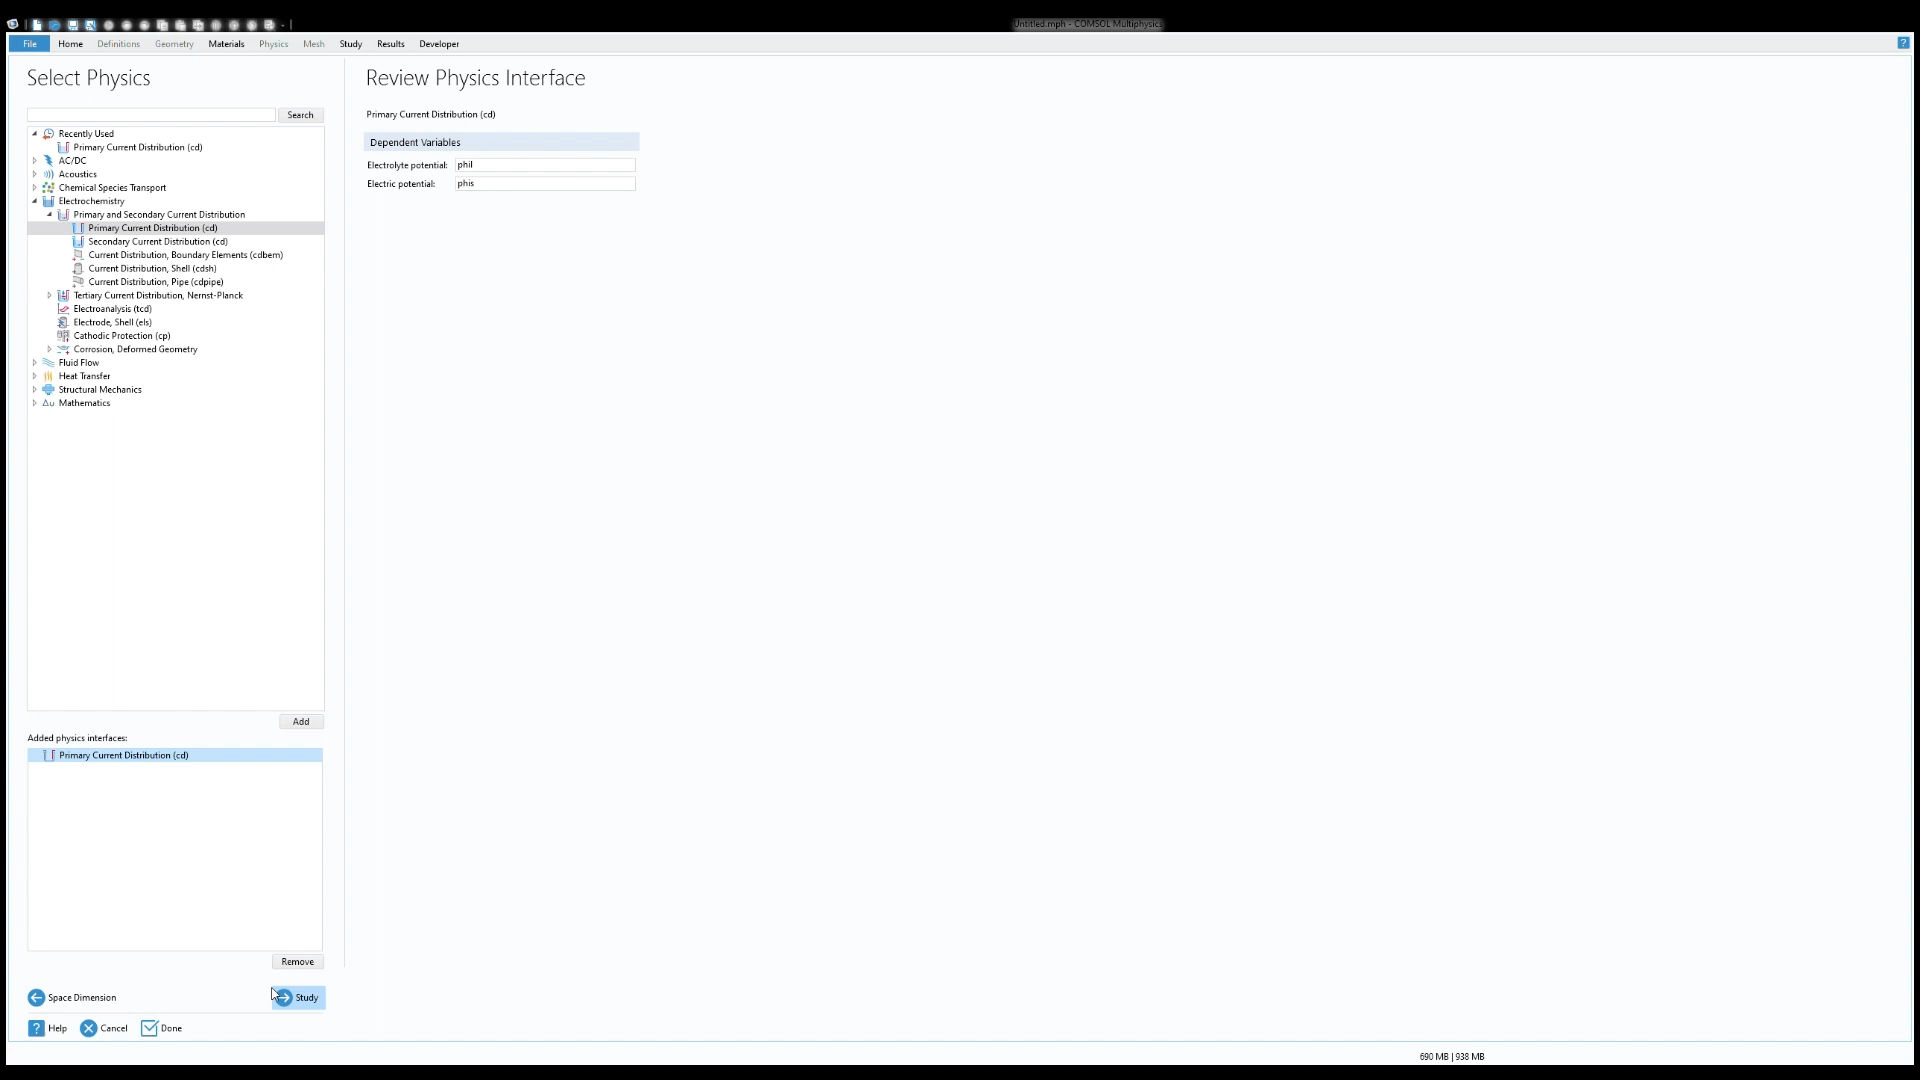 Untitled.mph - COMSOL Multiphysics
File Home Definitions Geometry Materials Physics Mesh Study Results Developer ?
Select Physics
Search
Recently Used
Primary Current Distribution (cd)
AC/DC
Acoustics
Chemical Species Transport
Electrochemistry
Primary and Secondary Current Distribution
Primary Current Distribution (cd)
Secondary Current Distribution (cd)
Current Distribution, Boundary Elements (cdbem)
Current Distribution, Shell (cdsh)
Current Distribution, Pipe (cdpipe)
Tertiary Current Distribution, Nernst-Planck
Electroanalysis (tcd)
Electrode, Shell (els)
Cathodic Protection (cp)
Corrosion, Deformed Geometry
Fluid Flow
Heat Transfer
Structural Mechanics
Δu Mathematics
Add
Added physics interfaces:
Primary Current Distribution (cd)
Remove
Space Dimension
Study
? Help
Cancel
Done
Review Physics Interface
Primary Current Distribution (cd)
Dependent Variables
Electrolyte potential: phil
Electric potential: phis
690 MB | 938 MB